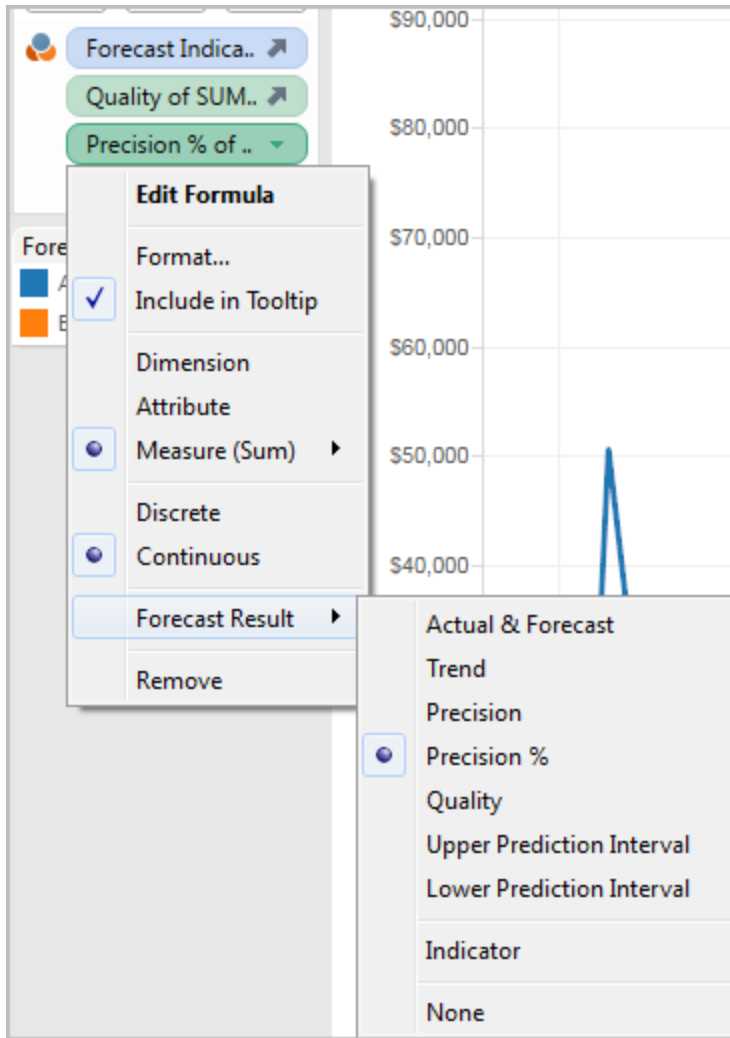 Forecast Indica..
Quality of SUM..
Precision % of ..
Edit Formula
Format...
Include in Tooltip
Dimension
Attribute
Measure (Sum)
Discrete
Continuous
Forecast Result
Remove
Actual & Forecast
Trend
Precision
Precision %
Quality
Upper Prediction Interval
Lower Prediction Interval
Indicator
None
Fore
A
E
$90,000
$80,000
$70,000
$60,000
$50,000
$40,000